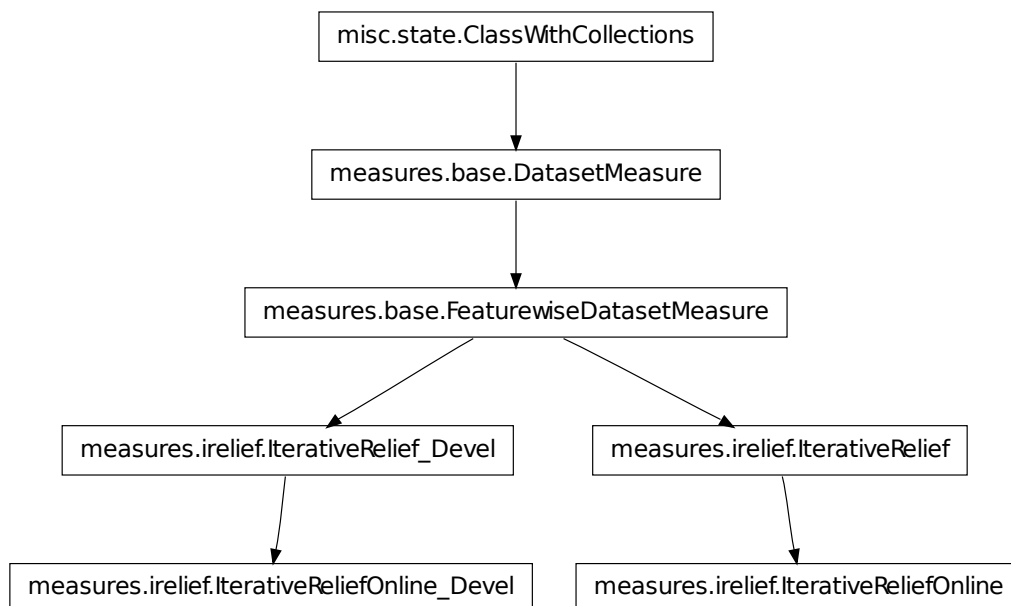 misc.state.ClassWithCollections
measures.base.DatasetMeasure
measures.base.FeaturewiseDatasetMeasure
measures.irelief.IterativeRelief_Devel
measures.irelief.IterativeRelief
measures.irelief.IterativeReliefOnline_Devel
measures.irelief.IterativeReliefOnline